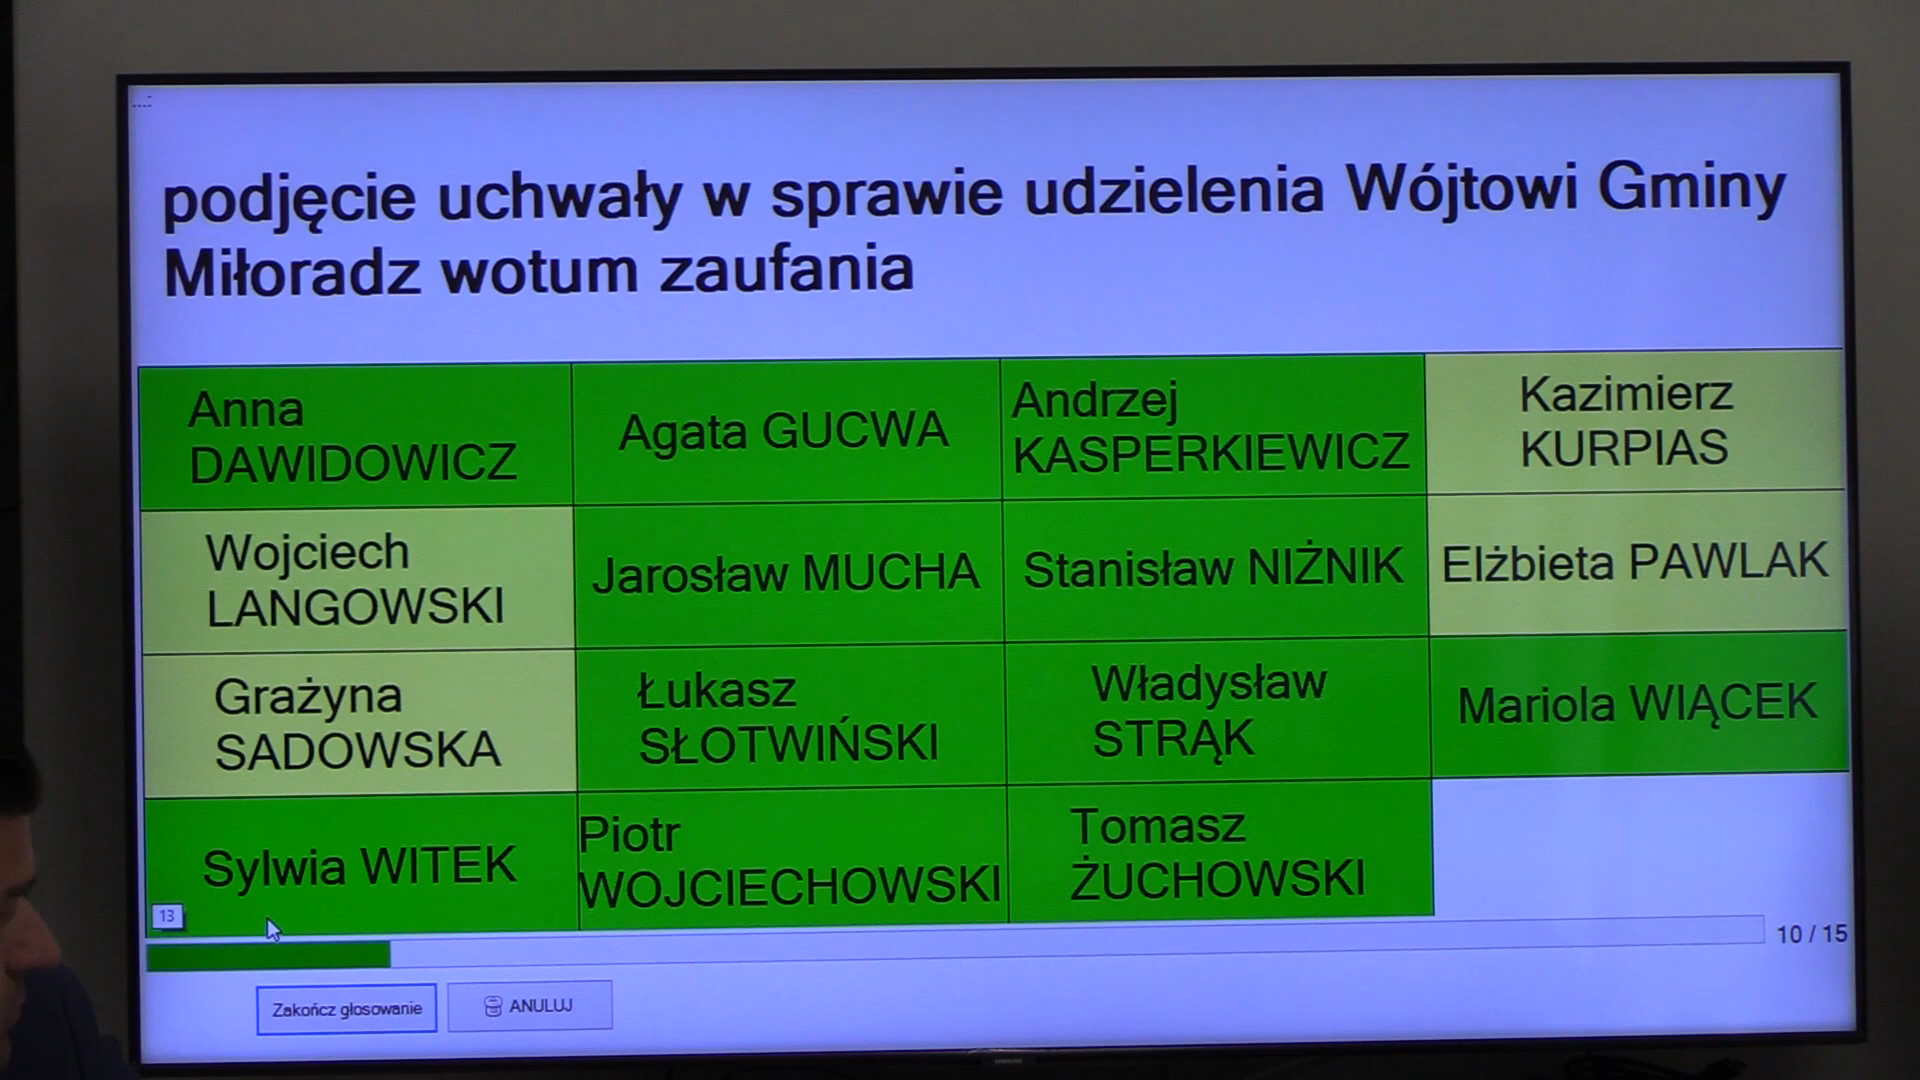 podjęcie uchwały w sprawie udzielenia Wójtowi Gminy
Miłoradz wotum zaufania
Anna
DAWIDOWICZ
Agata GUCWA
Andrzej
KASPERKIEWICZ
Kazimierz
KURPIAS
Wojciech
LANGOWSKI
Jarosław MUCHA
Stanisław NIŻNIK
Elżbieta PAWLAK
Grażyna
SADOWSKA
Łukasz
SŁOTWIŃSKI
Władysław
STRĄK
Mariola WIĄCEK
Sylwia WITEK
Piotr
WOJCIECHOWSKI
Tomasz
ŻUCHOWSKI
13
10 / 15
Zakończ głosowanie
ANULUJ